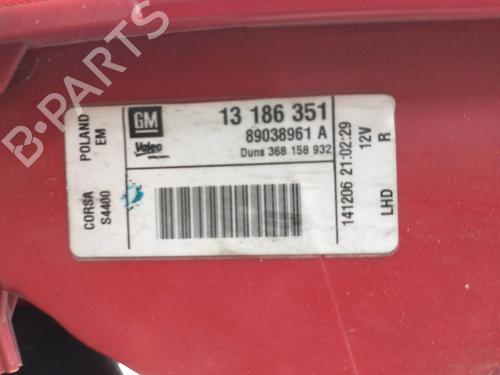 B-PARTS
POLAND
EM
CORSA
S4400
GM
Valeo
13 186 351
89038961 A
Duns 368 158 932
141206 21:02:29
12V
R
LHD